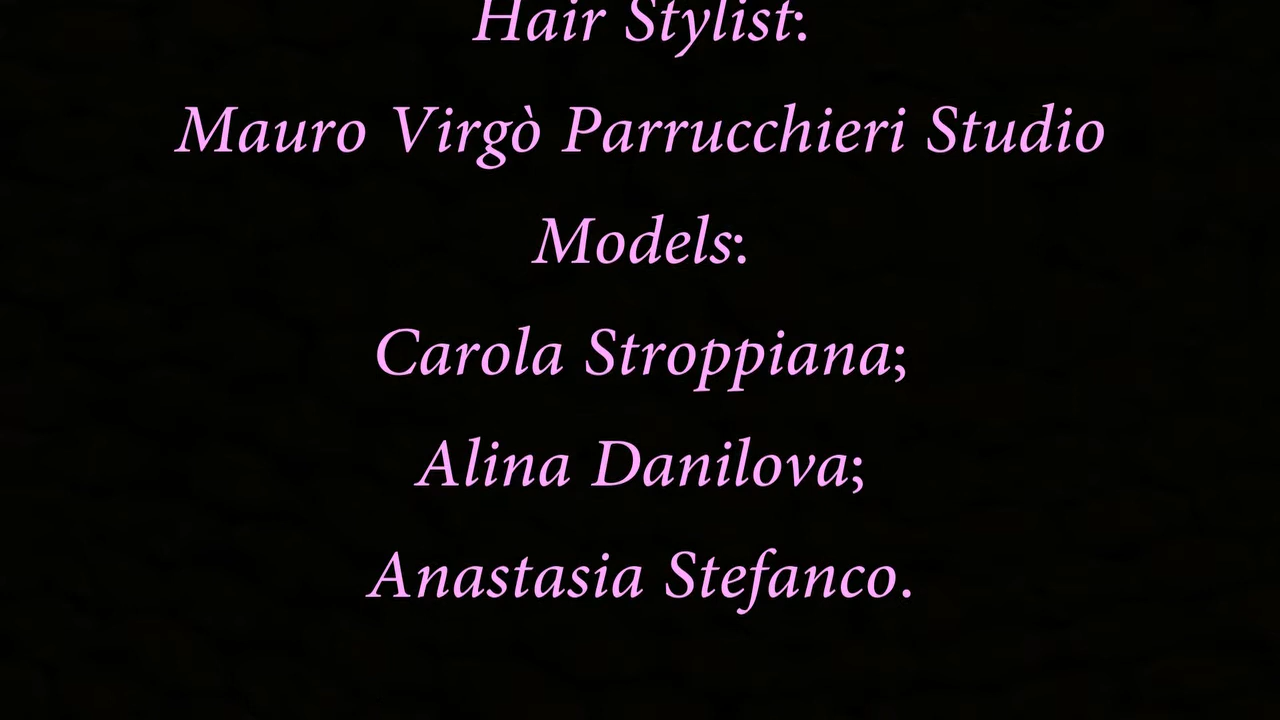 Hair Stylist:
Mauro Virgò Parrucchieri Studio
Models:
Carola Stroppiana;
Alina Danilova;
Anastasia Stefanco.